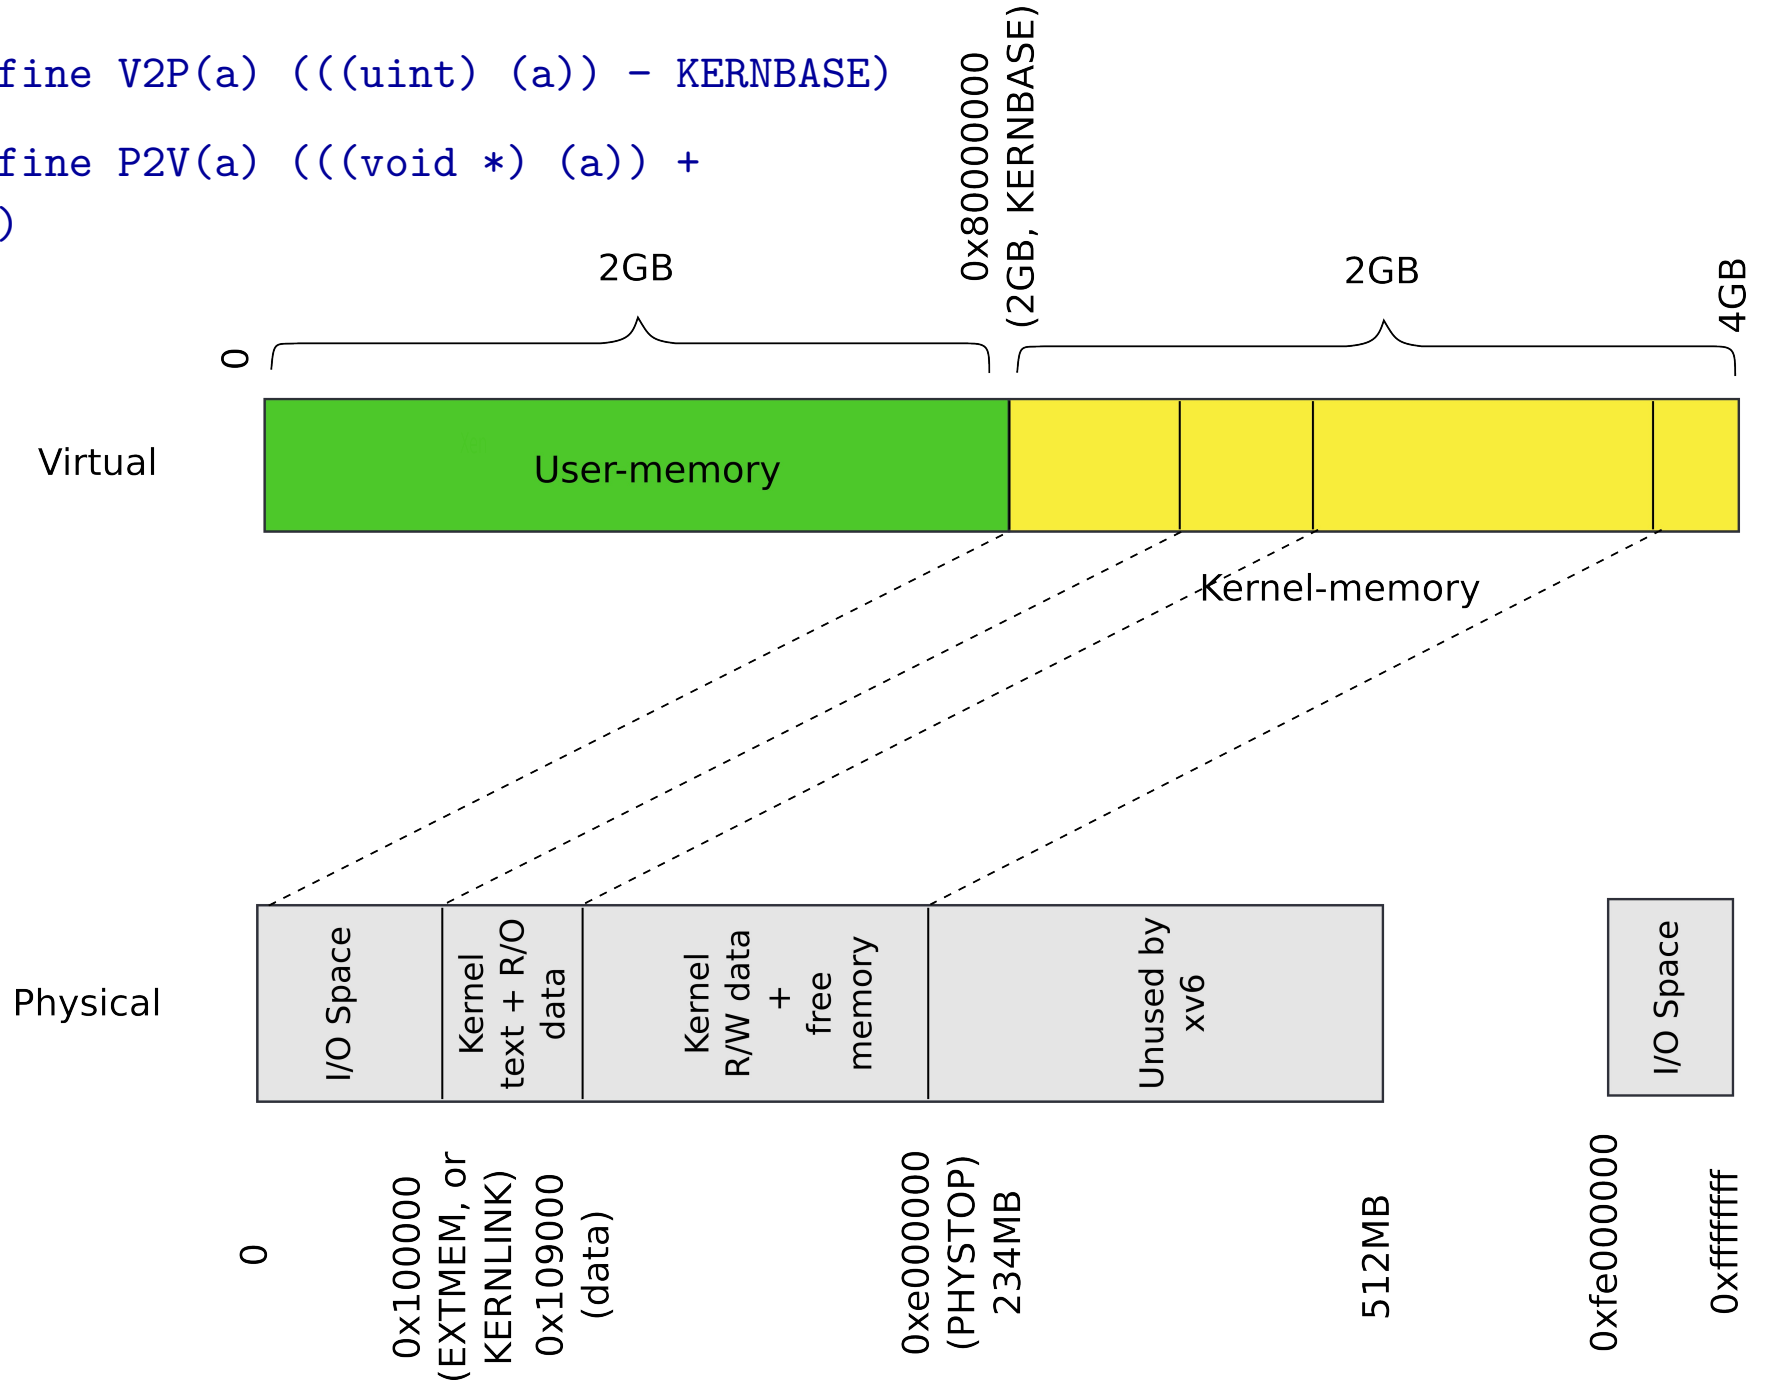 fine V2P(a) (((uint) (a)) - KERNBASE)
fine P2V(a) (((void *) (a)) +
)
0x80000000
(2GB, KERNBASE)
2GB
2GB
4GB
0
Virtual
User-memory
Kernel-memory
Physical
I/O Space
Kernel
text + R/O
data
Kernel
R/W data
+
free
memory
Unused by
xv6
I/O Space
0
0x100000
(EXTMEM, or
KERNLINK)
0x109000
(data)
0xe000000
(PHYSTOP)
234MB
512MB
0xfe000000
0xffffffff